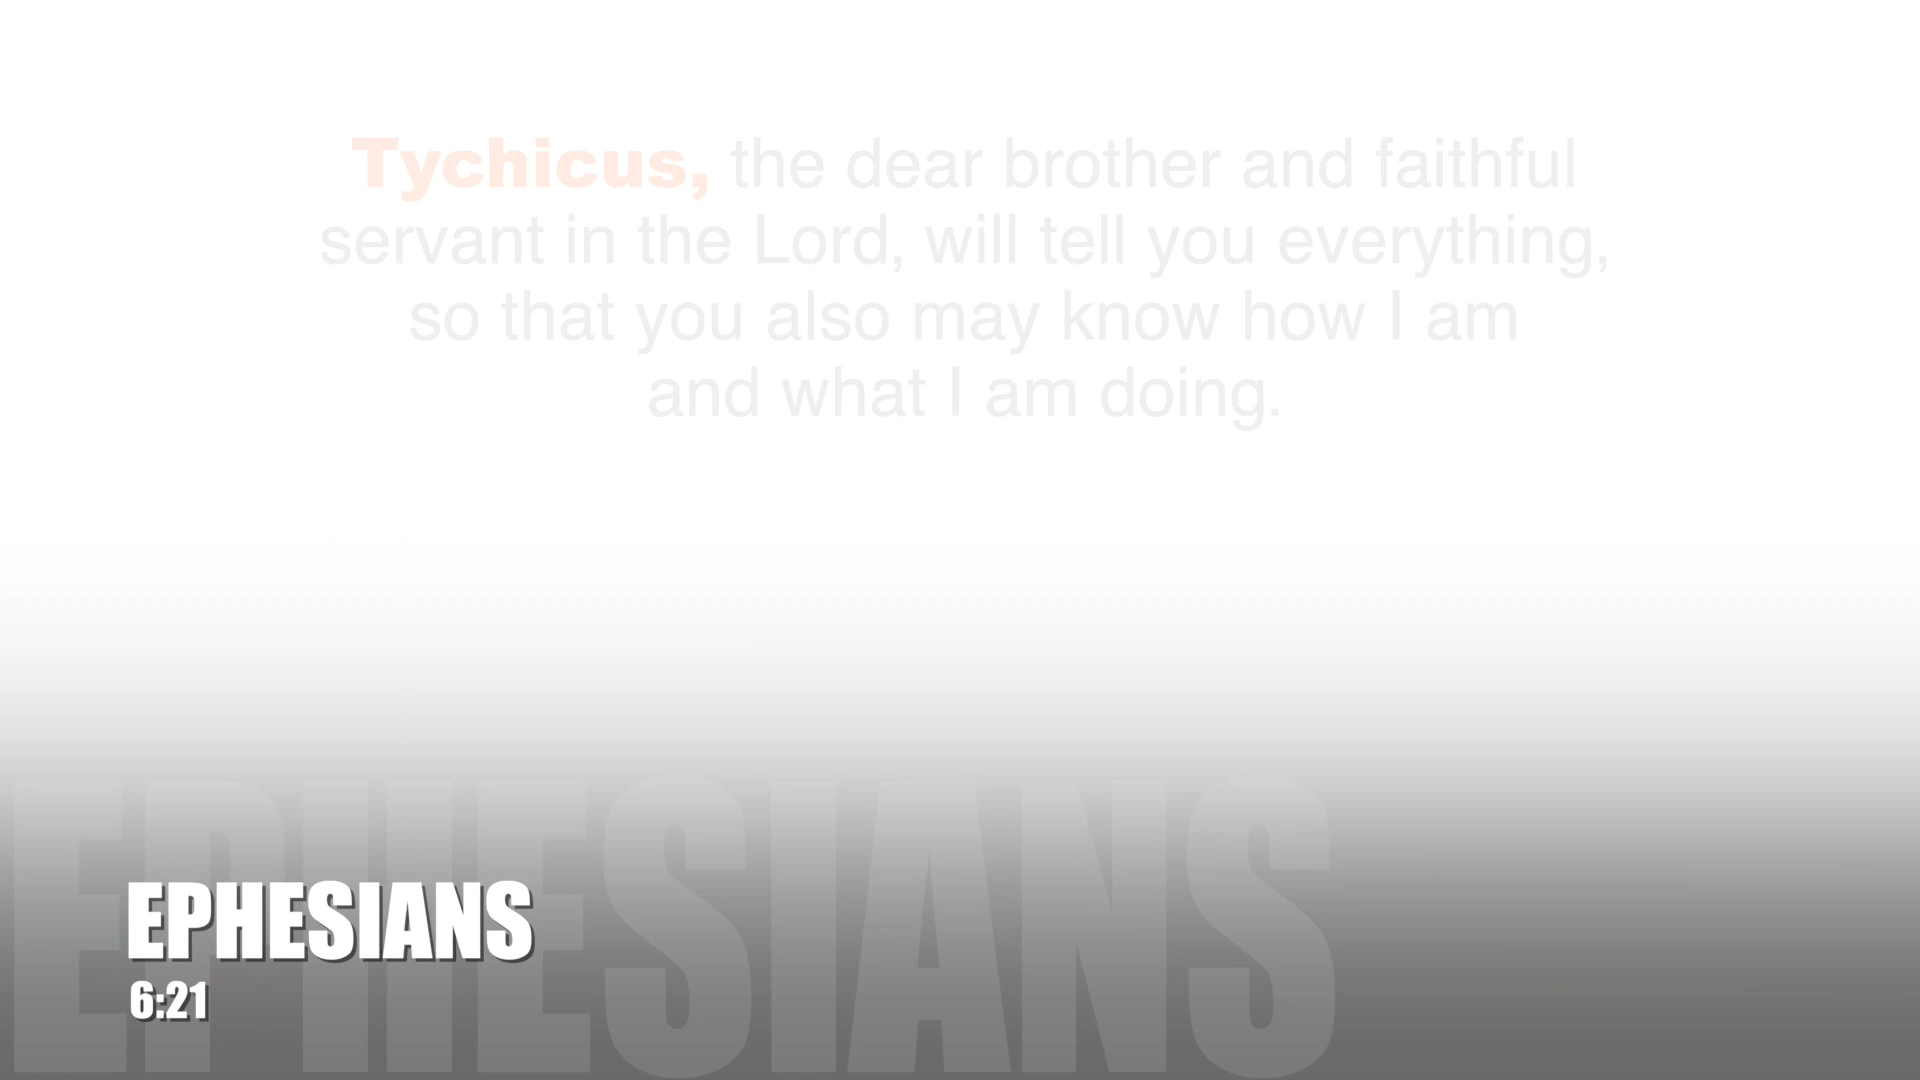 Tychicus, the dear brother and faithful
servant in the Lord, will tell you everything,
so that you also may know how I am
and what I am doing.
EPHESIANS
EPHESIANS
6:21